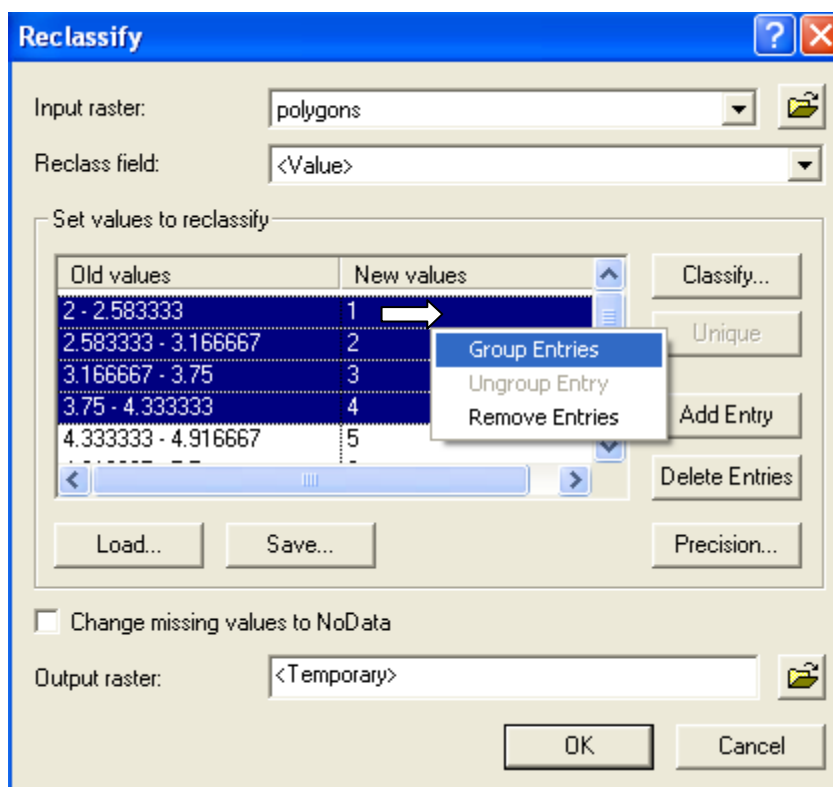 Reclassify
Input raster: polygons
Reclass field: <Value>
Set values to reclassify
Old values New values
2 - 2.583333 1
2.583333 - 3.166667 2
3.166667 - 3.75 3
3.75 - 4.333333 4
4.333333 - 4.916667 5
Group Entries
Ungroup Entry
Remove Entries
Classify...
Unique
Add Entry
Delete Entries
Load... Save... Precision...
Change missing values to NoData
Output raster: <Temporary>
OK Cancel